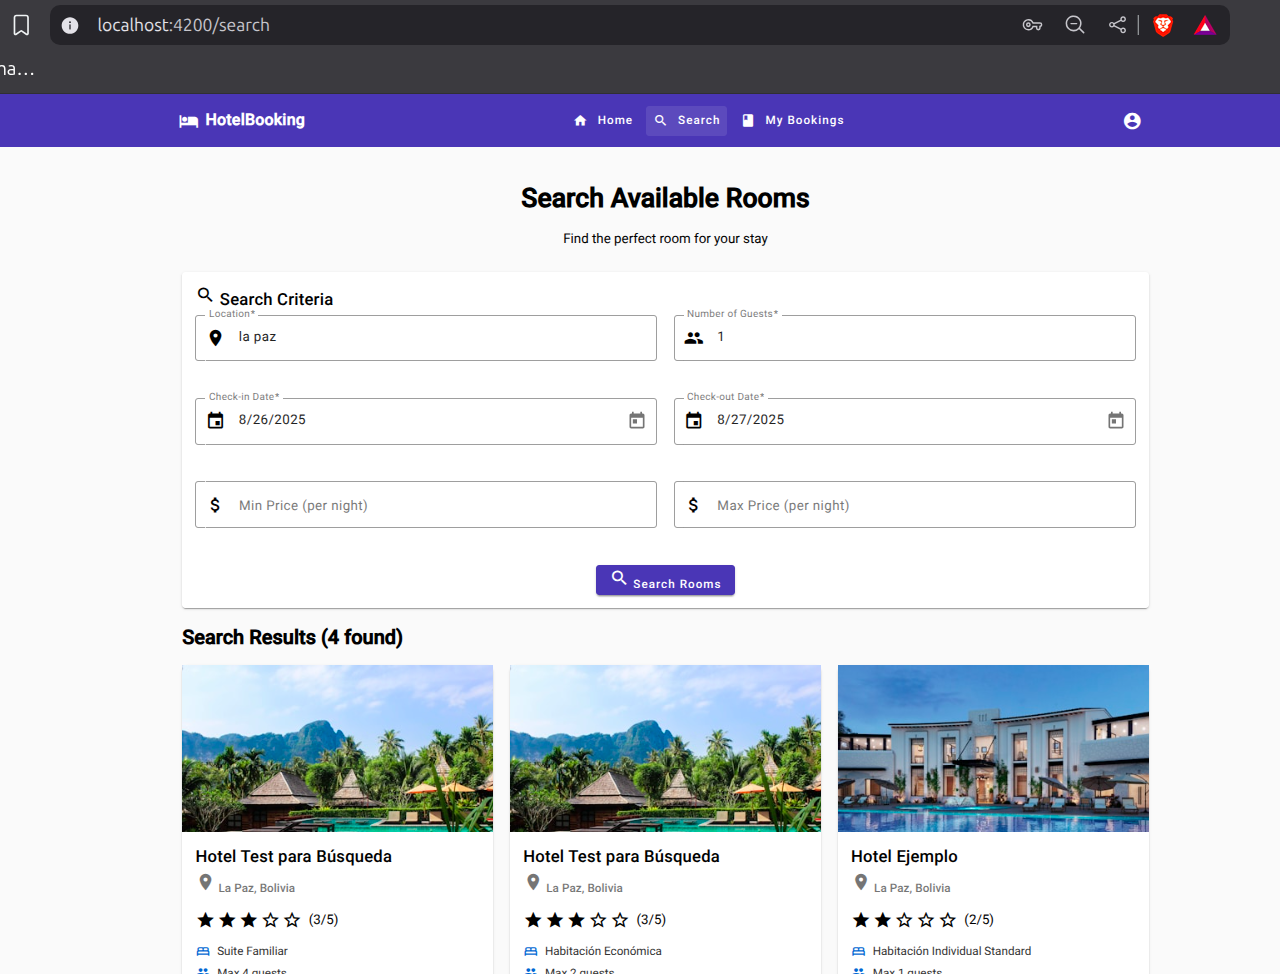 localhost:4200/search
na...
HotelBooking
Home
Search
My Bookings
Search Available Rooms
Find the perfect room for your stay
Search Criteria
Location*
la paz
Number of Guests*
1
Check-in Date*
8/26/2025
Check-out Date*
8/27/2025
Min Price (per night)
Max Price (per night)
Search Rooms
Search Results (4 found)
Hotel Test para Búsqueda
La Paz, Bolivia
(3/5)
Suite Familiar
Max 4 guests
Hotel Test para Búsqueda
La Paz, Bolivia
(3/5)
Habitación Económica
Max 2 guests
Hotel Ejemplo
La Paz, Bolivia
(2/5)
Habitación Individual Standard
Max 1 guests